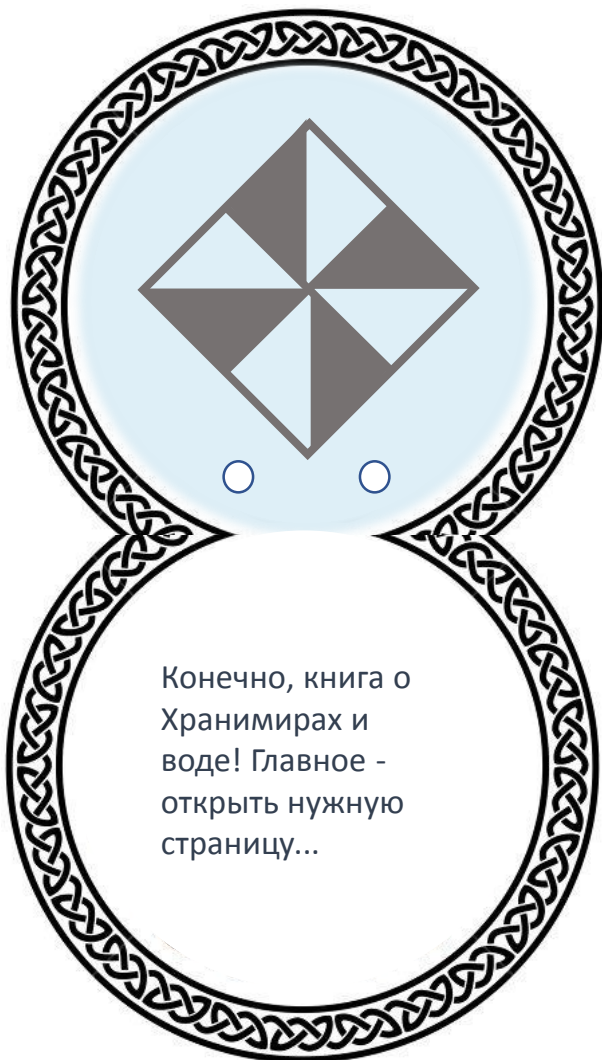 Конечно, книга о
Хранимирах и
воде! Главное -
открыть нужную
страницу...